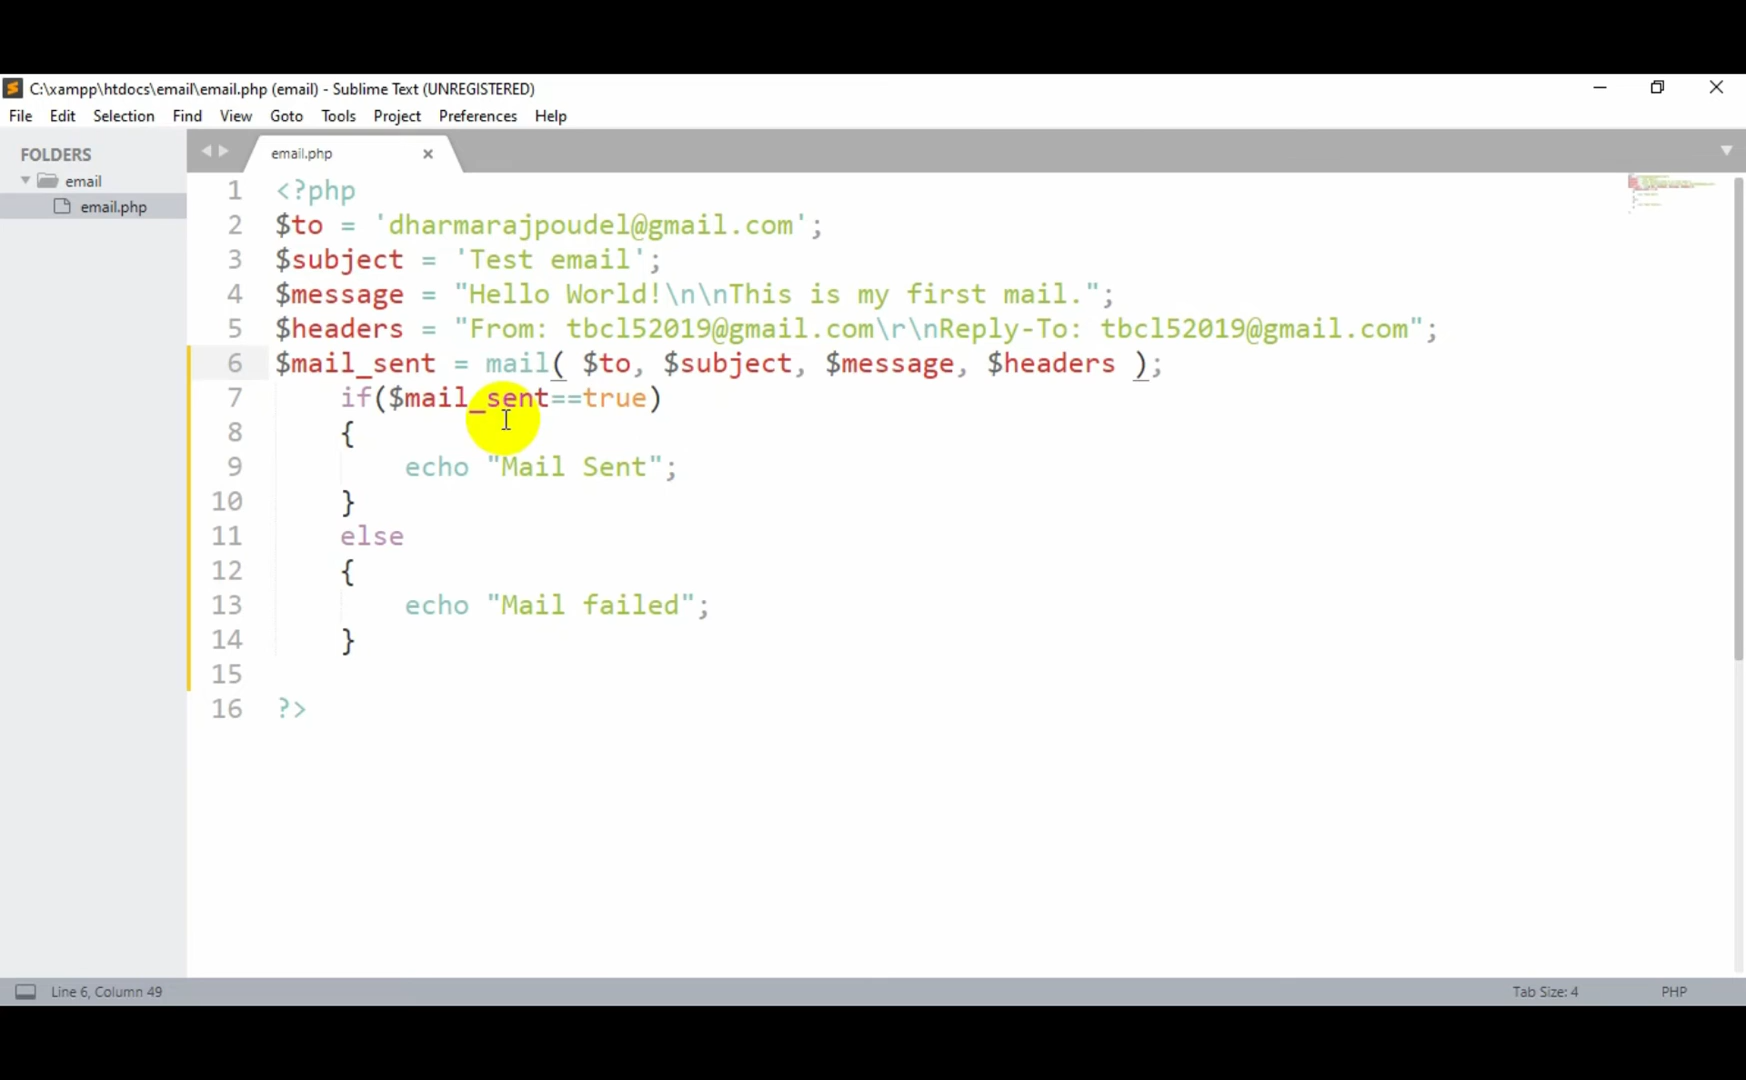 C:\xampp\htdocs\email\email.php (email) - Sublime Text (UNREGISTERED)
File Edit Selection Find View Goto Tools Project Preferences Help
FOLDERS
email
email.php
email.php
1 <?php
2 $to = 'dharmarajpoudel@gmail.com';
3 $subject = 'Test email';
4 $message = "Hello World!\n\nThis is my first mail.";
5 $headers = "From: tbcl52019@gmail.com\r\nReply-To: tbcl52019@gmail.com";
6 $mail_sent = mail( $to, $subject, $message, $headers );
7 if($mail_sent==true)
8 {
9 echo "Mail Sent";
10 }
11 else
12 {
13 echo "Mail failed";
14 }
15
16 ?>
Line 6, Column 49
Tab Size: 4
PHP